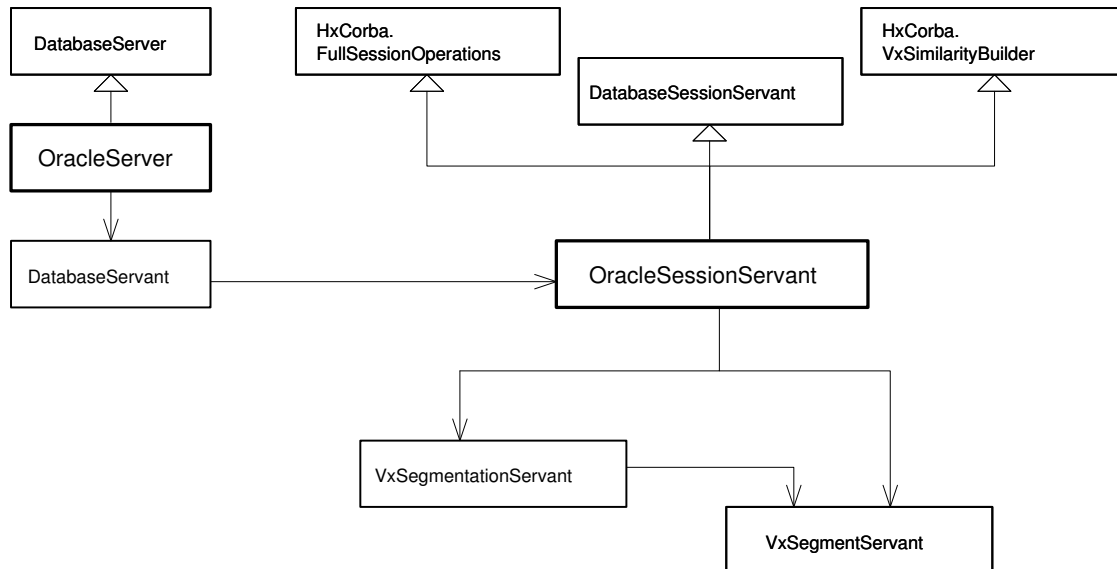 DatabaseServer
HxCorba.
FullSessionOperations
HxCorba.
VxSimilarityBuilder
DatabaseSessionServant
OracleServer
DatabaseServant
OracleSessionServant
VxSegmentationServant
VxSegmentServant